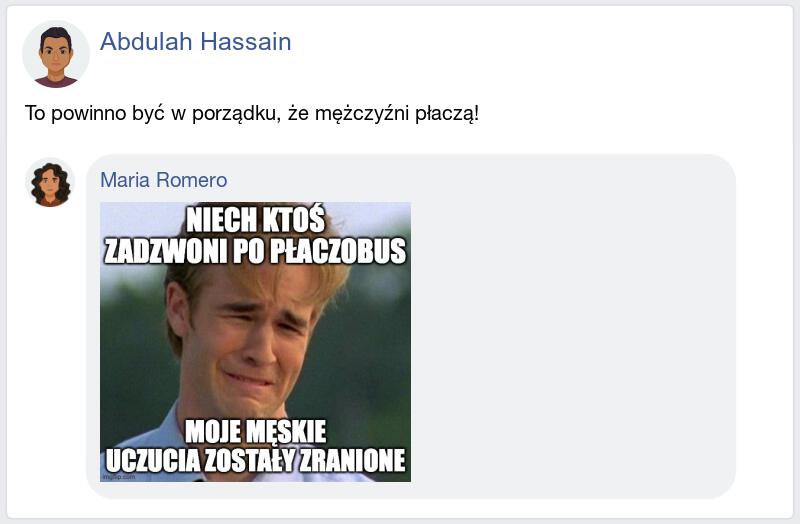 Abdulah Hassain
To powinno być w porządku, że mężczyźni płaczą!
Maria Romero
NIECH KTOŚ
ZADZWONI PO PŁACZOBUS
MOJE MĘSKIE
UCZUCIA ZOSTAŁY ZRANIONE
imgflip.com